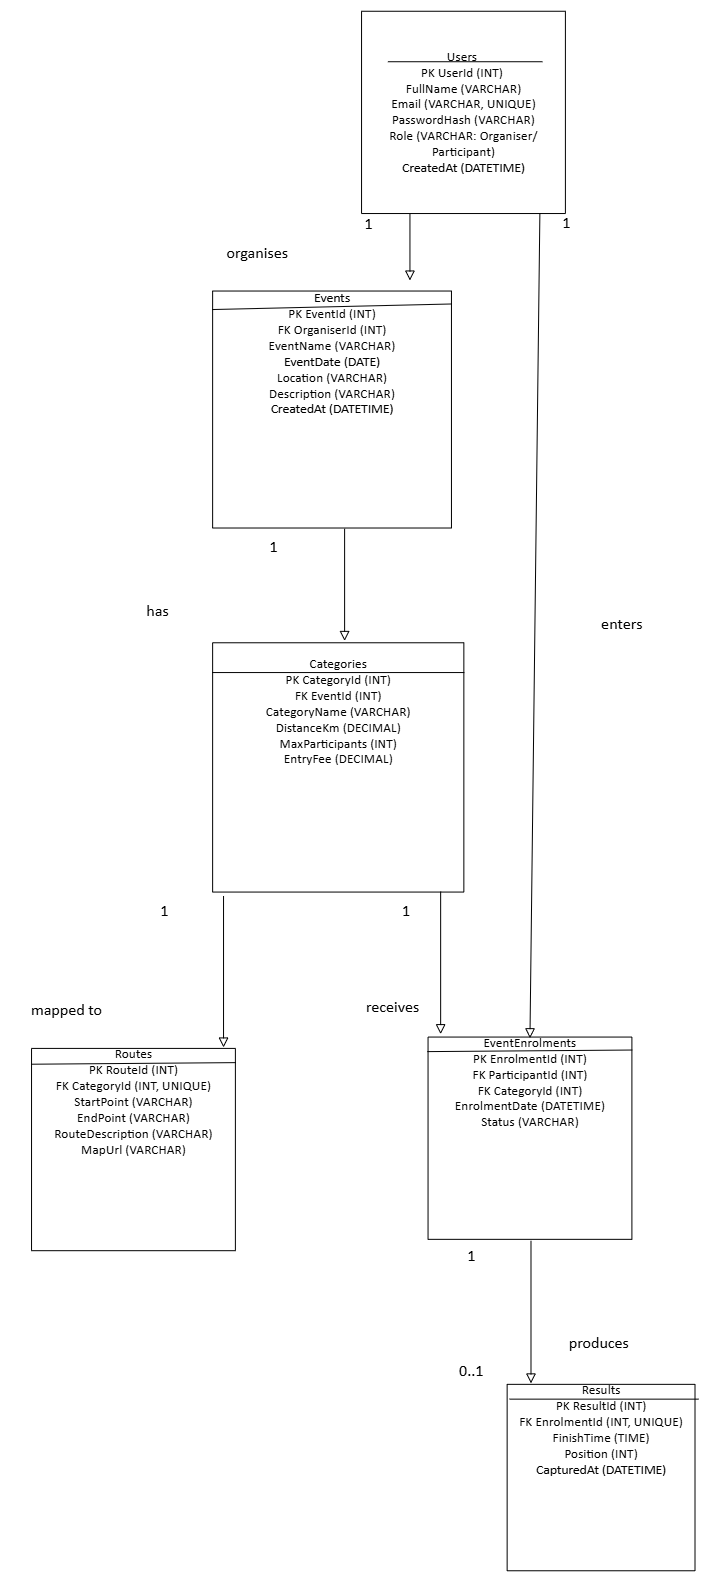 Users
PK UserId (INT)
FullName (VARCHAR)
Email (VARCHAR, UNIQUE)
PasswordHash (VARCHAR)
Role (VARCHAR: Organiser/
Participant)
CreatedAt (DATETIME)
1
1
organises
Events
PK EventId (INT)
FK OrganiserId (INT)
EventName (VARCHAR)
EventDate (DATE)
Location (VARCHAR)
Description (VARCHAR)
CreatedAt (DATETIME)
1
has
enters
Categories
PK CategoryId (INT)
FK EventId (INT)
CategoryName (VARCHAR)
DistanceKm (DECIMAL)
MaxParticipants (INT)
EntryFee (DECIMAL)
1
1
mapped to
receives
Routes
PK RouteId (INT)
FK CategoryId (INT, UNIQUE)
StartPoint (VARCHAR)
EndPoint (VARCHAR)
RouteDescription (VARCHAR)
MapUrl (VARCHAR)
EventEnrolments
PK EnrolmentId (INT)
FK ParticipantId (INT)
FK CategoryId (INT)
EnrolmentDate (DATETIME)
Status (VARCHAR)
1
produces
0..1
Results
PK ResultId (INT)
FK EnrolmentId (INT, UNIQUE)
FinishTime (TIME)
Position (INT)
CapturedAt (DATETIME)